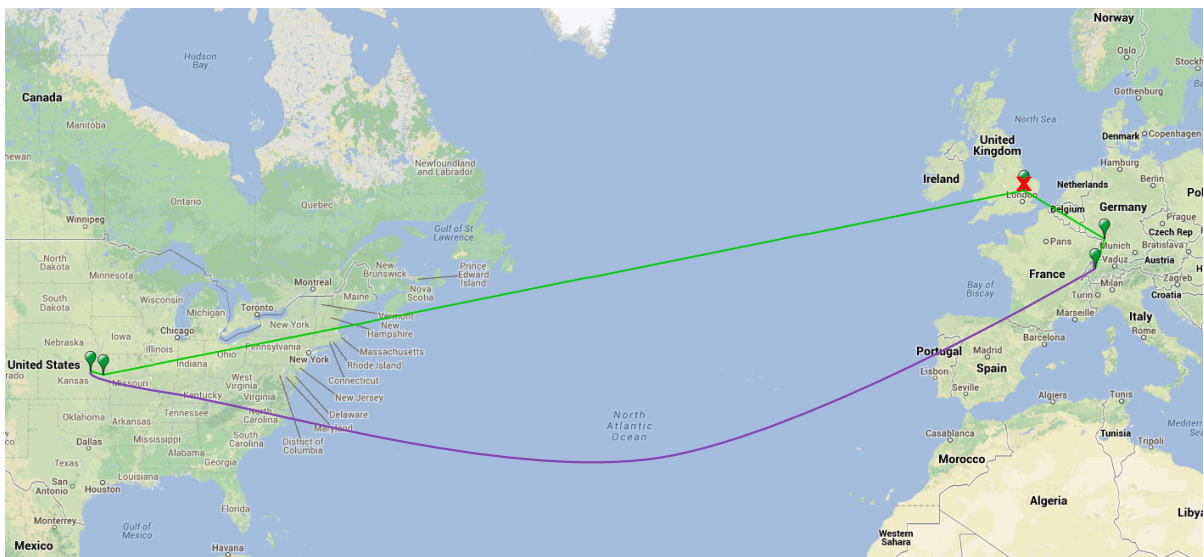 Norway
Oslo
Stockh
Gothenburg
Hudson
Bay
Canada
Manitoba
hewan
Newfoundland
and Labrador
Ontario
Quebec
Winnipeg
Gulf of St
Lawrence
North Sea
United
Kingdom
Denmark
Copenhagen
Ireland
Hamburg
Netherlands
Berlin
London
Belgium
Germany
Prague
Czech Rep
Paris
Munich
Bratislava
Vaduz
Austria
France
Milan
Zagreb
Turin
Croatia
Bay of
Biscay
Marseille
Italy
Rome
Barcelona
Portugal
Madrid
Spain
Lisbon
Seville
Algiers
Tunis
Casablanca
Tunisia
Tripoli
Morocco
Algeria
Libya
Western
Sahara
North
Dakota
Minnesota
Montreal
New
Brunswick
Prince
Edward
Island
Nova
Scotia
Maine
South
Dakota
Wisconsin
Michigan
Toronto
Vermont
New
Hampshire
New York
Iowa
Chicago
Nebraska
Illinois
Indiana
Ohio
Pennsylvania
New York
Massachusetts
Rhode Island
Connecticut
United States
Kansas
Missouri
West
Virginia
Virginia
Kentucky
New Jersey
Delaware
Maryland
District of
Columbia
Oklahoma
Arkansas
Tennessee
North
Carolina
South
Carolina
Dallas
Mississippi
Alabama
Georgia
Texas
Louisiana
San
Antonio
Houston
Florida
Monterrey
Gulf of
Mexico
Mexico
Havana
North
Atlantic
Ocean